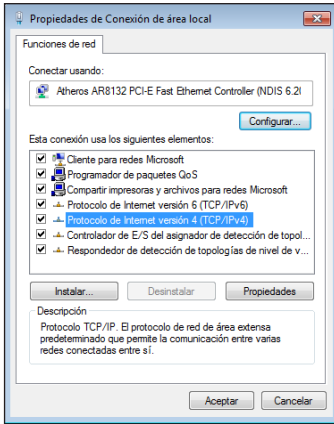 Propiedades de Conexión de área local
Funciones de red
Conectar usando:
Atheros AR8132 PCI-E Fast Ethernet Controller (NDIS 6.2(
Configurar...
Esta conexión usa los siguientes elementos:
Cliente para redes Microsoft
Programador de paquetes QoS
Compartir impresoras y archivos para redes Microsoft
Protocolo de Internet versión 6 (TCP/IPv6)
Protocolo de Internet versión 4 (TCP/IPv4)
Controlador de E/S del asignador de detección de topol...
Respondedor de detección de topologías de nivel de v...
Instalar... Desinstalar Propiedades
Descripción
Protocolo TCP/IP. El protocolo de red de área extensa
predeterminado que permite la comunicación entre varias
redes conectadas entre sí.
Aceptar Cancelar